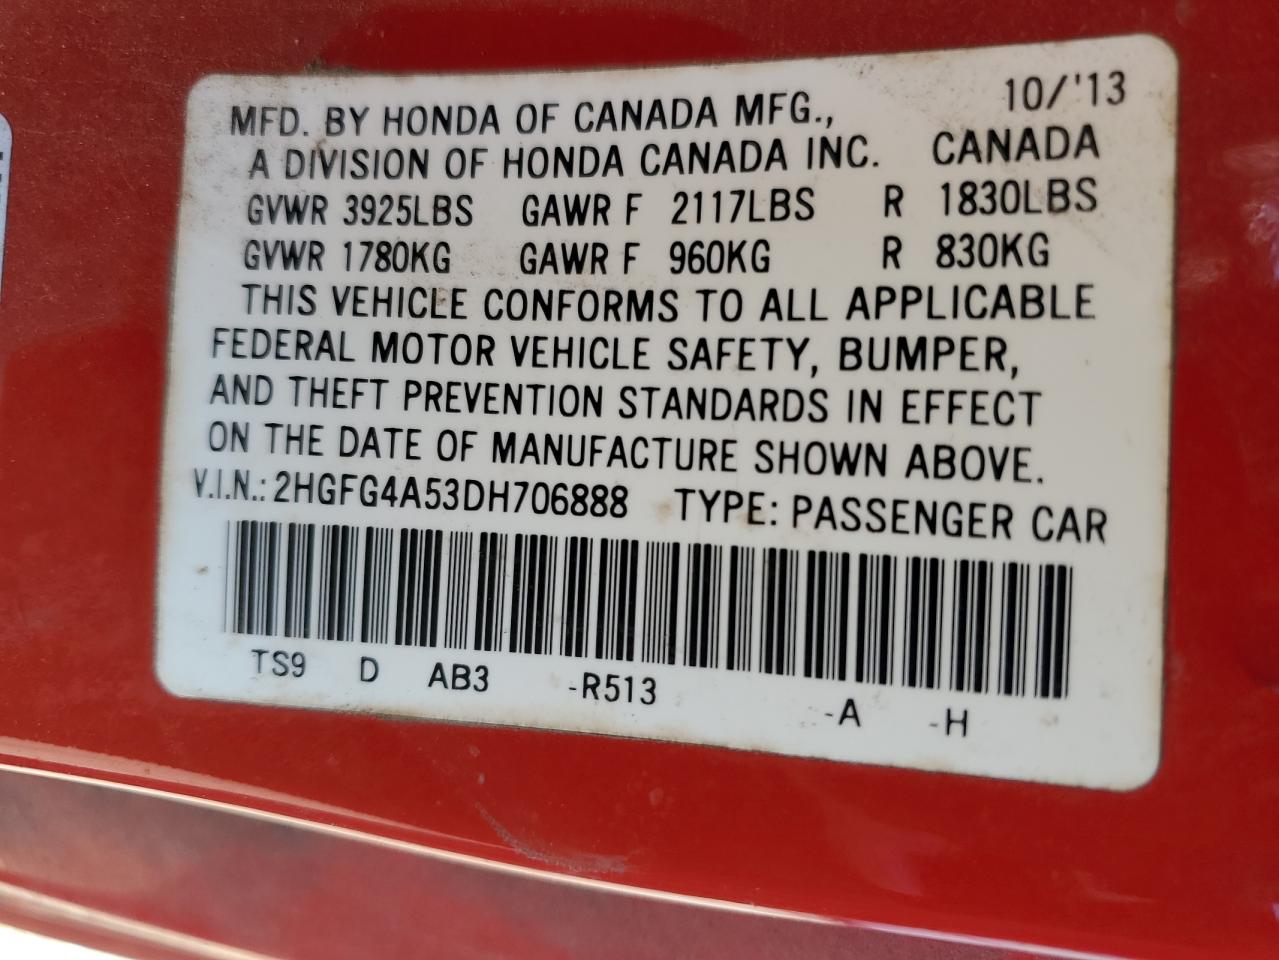 10/'13
MFD. BY HONDA OF CANADA MFG.,
A DIVISION OF HONDA CANADA INC. CANADA
GVWR 3925LBS GAWR F 2117LBS R 1830LBS
GVWR 1780KG GAWR F 960KG R 830KG
THIS VEHICLE CONFORMS TO ALL APPLICABLE
FEDERAL MOTOR VEHICLE SAFETY, BUMPER,
AND THEFT PREVENTION STANDARDS IN EFFECT
ON THE DATE OF MANUFACTURE SHOWN ABOVE.
V.I.N.: 2HGFG4A53DH706888 TYPE: PASSENGER CAR
TS9 D AB3 -R513 -A -H